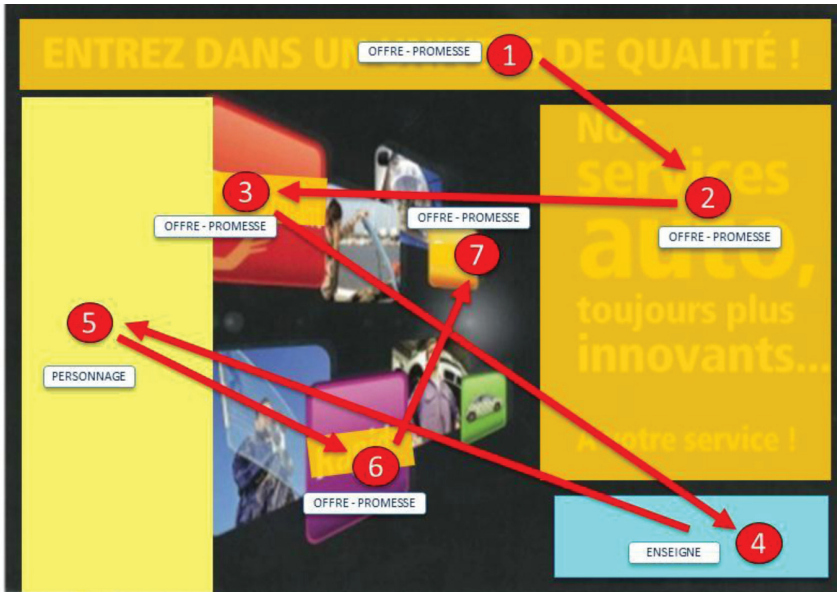 ENTREZ DANS UN DE QUALITÉ !
OFFRE - PROMESSE
1
Nos
services
auto,
toujours plus
innovants...
A votre service !
2
OFFRE - PROMESSE
3
OFFRE - PROMESSE
OFFRE - PROMESSE
7
5
PERSONNAGE
6
OFFRE - PROMESSE
ENSEIGNE
4